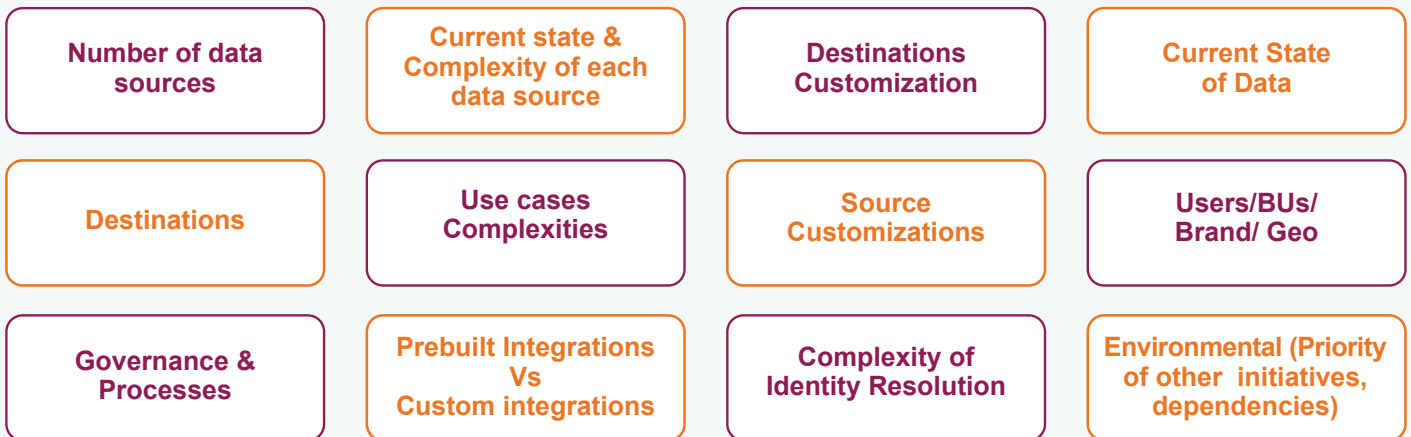 Number of data
sources
Current state &
Complexity of each
data source
Destinations
Customization
Current State
of Data
Destinations
Use cases
Complexities
Source
Customizations
Users/BUs/
Brand/ Geo
Governance &
Processes
Prebuilt Integrations
Vs
Custom integrations
Complexity of
Identity Resolution
Environmental (Priority
of other  initiatives,
dependencies)